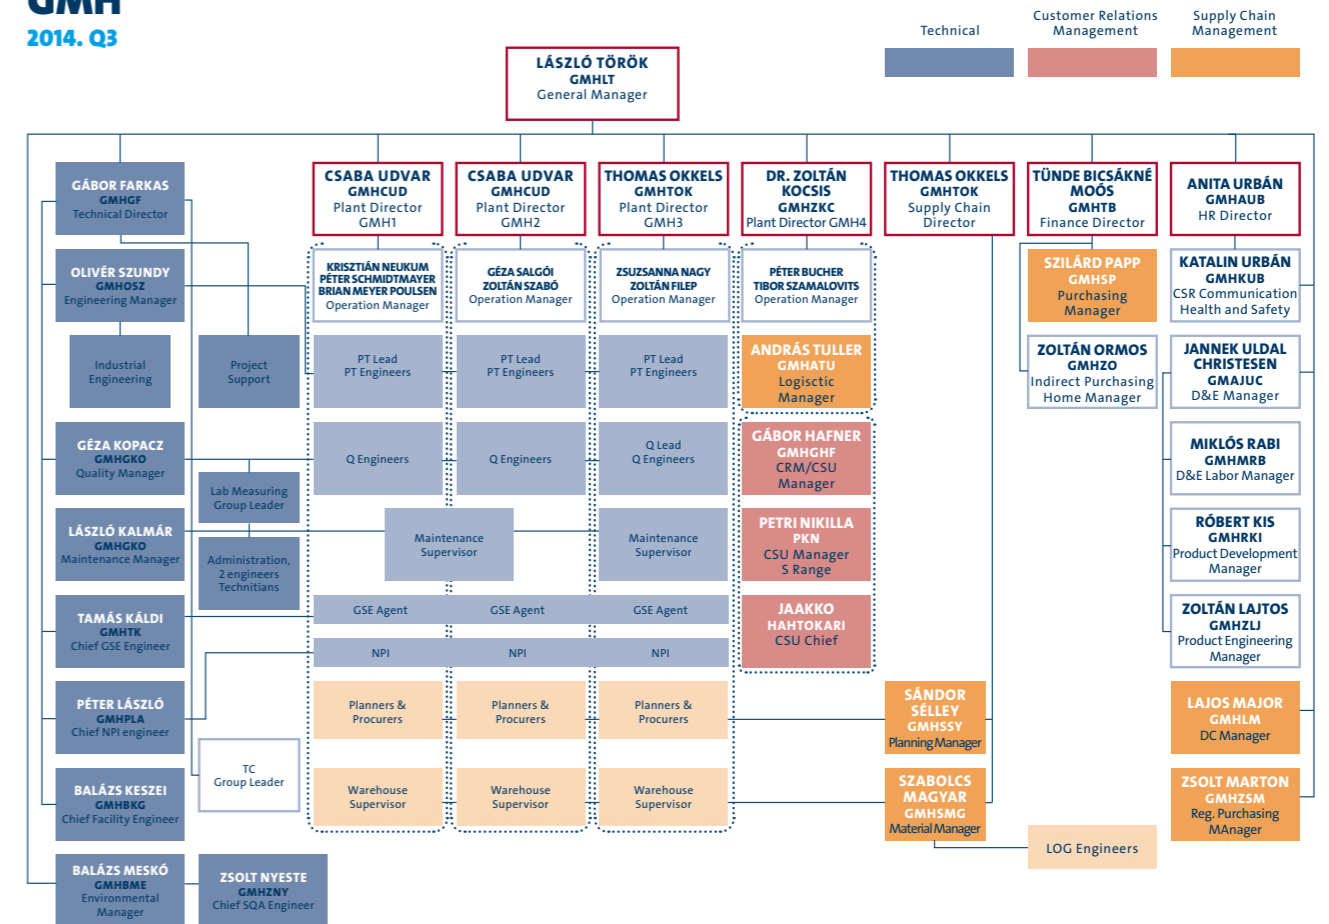 GMH
2014. Q3
Technical
Customer Relations
Management
Supply Chain
Management
LÁSZLÓ TÖRÖK
GMHLT
General Manager
GÁBOR FARKAS
GMHGF
Technical Director
CSABA UDVAR
GMHCUD
Plant Director
GMH1
CSABA UDVAR
GMHCUD
Plant Director
GMH2
THOMAS OKKELS
GMHTOK
Plant Director
GMH3
DR. ZOLTÁN
KOCSIS
GMHZKC
Plant Director GMH4
THOMAS OKKELS
GMHTOK
Supply Chain
Director
TÜNDE BICSÁKNÉ
MOÓS
GMHTB
Finance Director
ANITA URBÁN
GMHAUB
HR Director
OLIVÉR SZUNDY
GMHOSZ
Engineering Manager
KRISZTIÁN NEUKUM
PÉTER SCHMIDTMAYER
BRIAN MEYER POULSEN
Operation Manager
GÉZA SALGÓI
ZOLTÁN SZABÓ
Operation Manager
ZSUZSANNA NAGY
ZOLTÁN FILEP
Operation Manager
PÉTER BUCHER
TIBOR SZAMALOVITS
Operation Manager
SZILÁRD PAPP
GMHSP
Purchasing
Manager
KATALIN URBÁN
GMHKUB
CSR Communication
Health and Safety
Industrial
Engineering
Project
Support
PT Lead
PT Engineers
PT Lead
PT Engineers
PT Lead
PT Engineers
ANDRÁS TULLER
GMHATU
Logisctic
Manager
ZOLTÁN ORMOS
GMHZO
Indirect Purchasing
Home Manager
JANNEK ULDAL
CHRISTESEN
GMAJUC
D&E Manager
GÉZA KOPACZ
GMHGKO
Quality Manager
Lab Measuring
Group Leader
Q Engineers
Q Engineers
Q Lead
Q Engineers
GÁBOR HAFNER
GMHGHF
CRM/CSU
Manager
MIKLÓS RABI
GMHMRB
D&E Labor Manager
LÁSZLÓ KALMÁR
GMHGKO
Maintenance Manager
Administration,
2 engineers
Technitians
Maintenance
Supervisor
Maintenance
Supervisor
PETRI NIKILLA
PKN
CSU Manager
S Range
RÓBERT KIS
GMHRKI
Product Development
Manager
TAMÁS KÁLDI
GMHTK
Chief GSE Engineer
GSE Agent
GSE Agent
GSE Agent
NPI
NPI
NPI
JAAKKO
HAHTOKARI
CSU Chief
ZOLTÁN LAJTOS
GMHZLJ
Product Engineering
Manager
PÉTER LÁSZLÓ
GMHPLA
Chief NPI engineer
Planners &
Procurers
Planners &
Procurers
Planners &
Procurers
SÁNDOR
SÉLLEY
GMHSSY
Planning Manager
LAJOS MAJOR
GMHLM
DC Manager
TC
Group Leader
BALÁZS KESZEI
GMHBKG
Chief Facility Engineer
Warehouse
Supervisor
Warehouse
Supervisor
Warehouse
Supervisor
SZABOLCS
MAGYAR
GMHSMG
Material Manager
ZSOLT MARTON
GMHZSM
Reg. Purchasing
MAnager
LOG Engineers
BALÁZS MESKÓ
GMHBME
Environmental
Manager
ZSOLT NYESTE
GMHZNY
Chief SQA Engineer